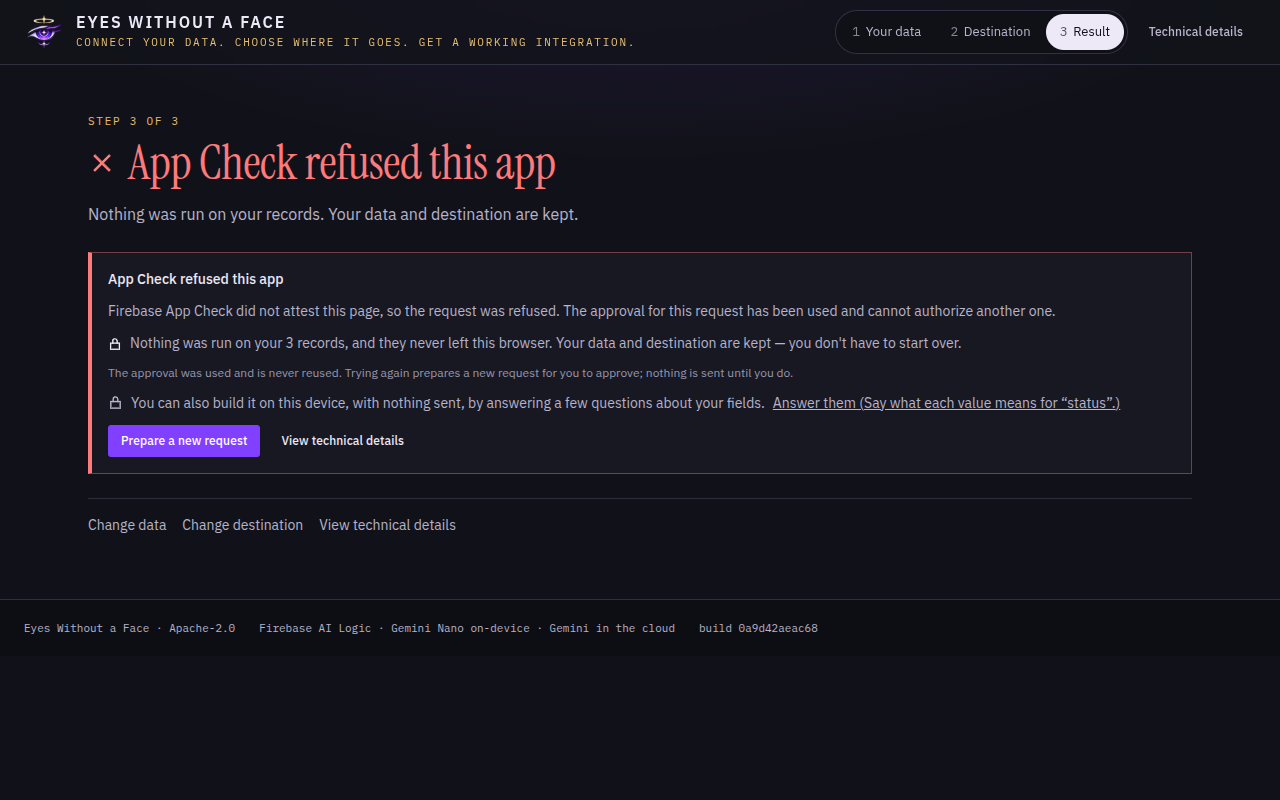 EYES WITHOUT A FACE
CONNECT YOUR DATA. CHOOSE WHERE IT GOES. GET A WORKING INTEGRATION.
1 Your data
2 Destination
3 Result
Technical details
STEP 3 OF 3
× App Check refused this app
Nothing was run on your records. Your data and destination are kept.
App Check refused this app
Firebase App Check did not attest this page, so the request was refused. The approval for this request has been used and cannot authorize another one.
Nothing was run on your 3 records, and they never left this browser. Your data and destination are kept — you don't have to start over.
The approval was used and is never reused. Trying again prepares a new request for you to approve; nothing is sent until you do.
You can also build it on this device, with nothing sent, by answering a few questions about your fields. Answer them (Say what each value means for “status”.)
Prepare a new request
View technical details
Change data
Change destination
View technical details
Eyes Without a Face · Apache-2.0
Firebase AI Logic · Gemini Nano on-device · Gemini in the cloud
build 0a9d42aeac68